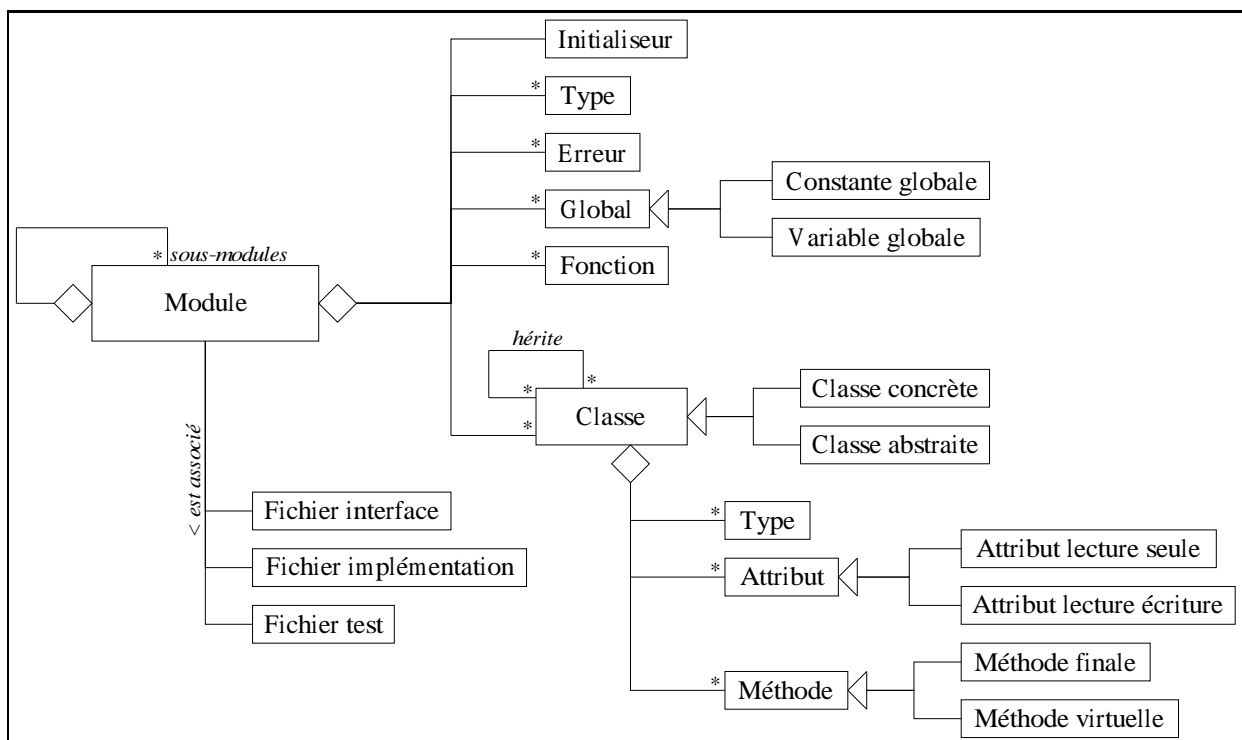 Initialiseur
* Type
* Erreur
* Global
Constante globale
Variable globale
* Fonction
* sous-modules
Module
hérite
*
*
*
Classe
Classe concrète
Classe abstraite
< est associé
Fichier interface
Fichier implémentation
Fichier test
* Type
* Attribut
Attribut lecture seule
Attribut lecture écriture
* Méthode
Méthode finale
Méthode virtuelle